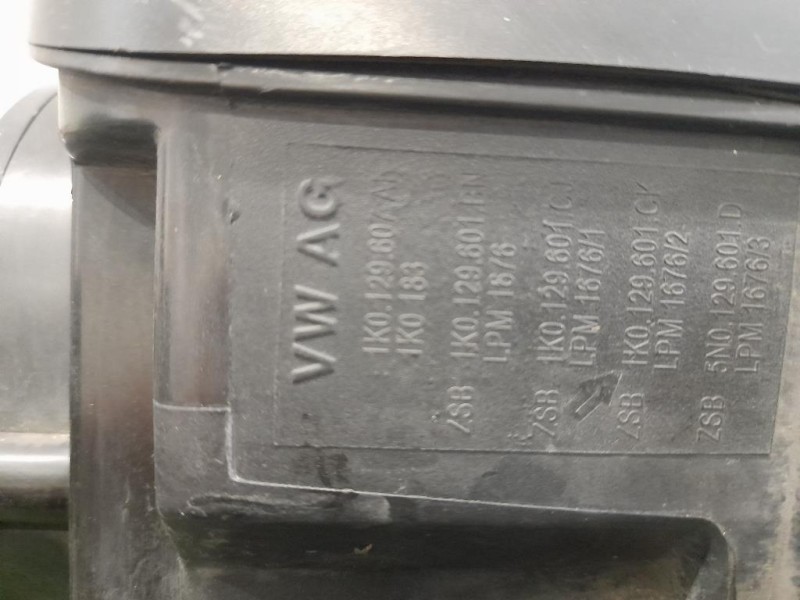 VW AG
1K0.129.607.AB
1K0 183
ZSB 1K0.129.601.BN
LPM 1676
ZSB 1K0.129.601.CJ
LPM 1676/1
ZSB 1K0.129.601.CK
LPM 1676/2
ZSB 5N0.129.601.D
LPM 1676/3